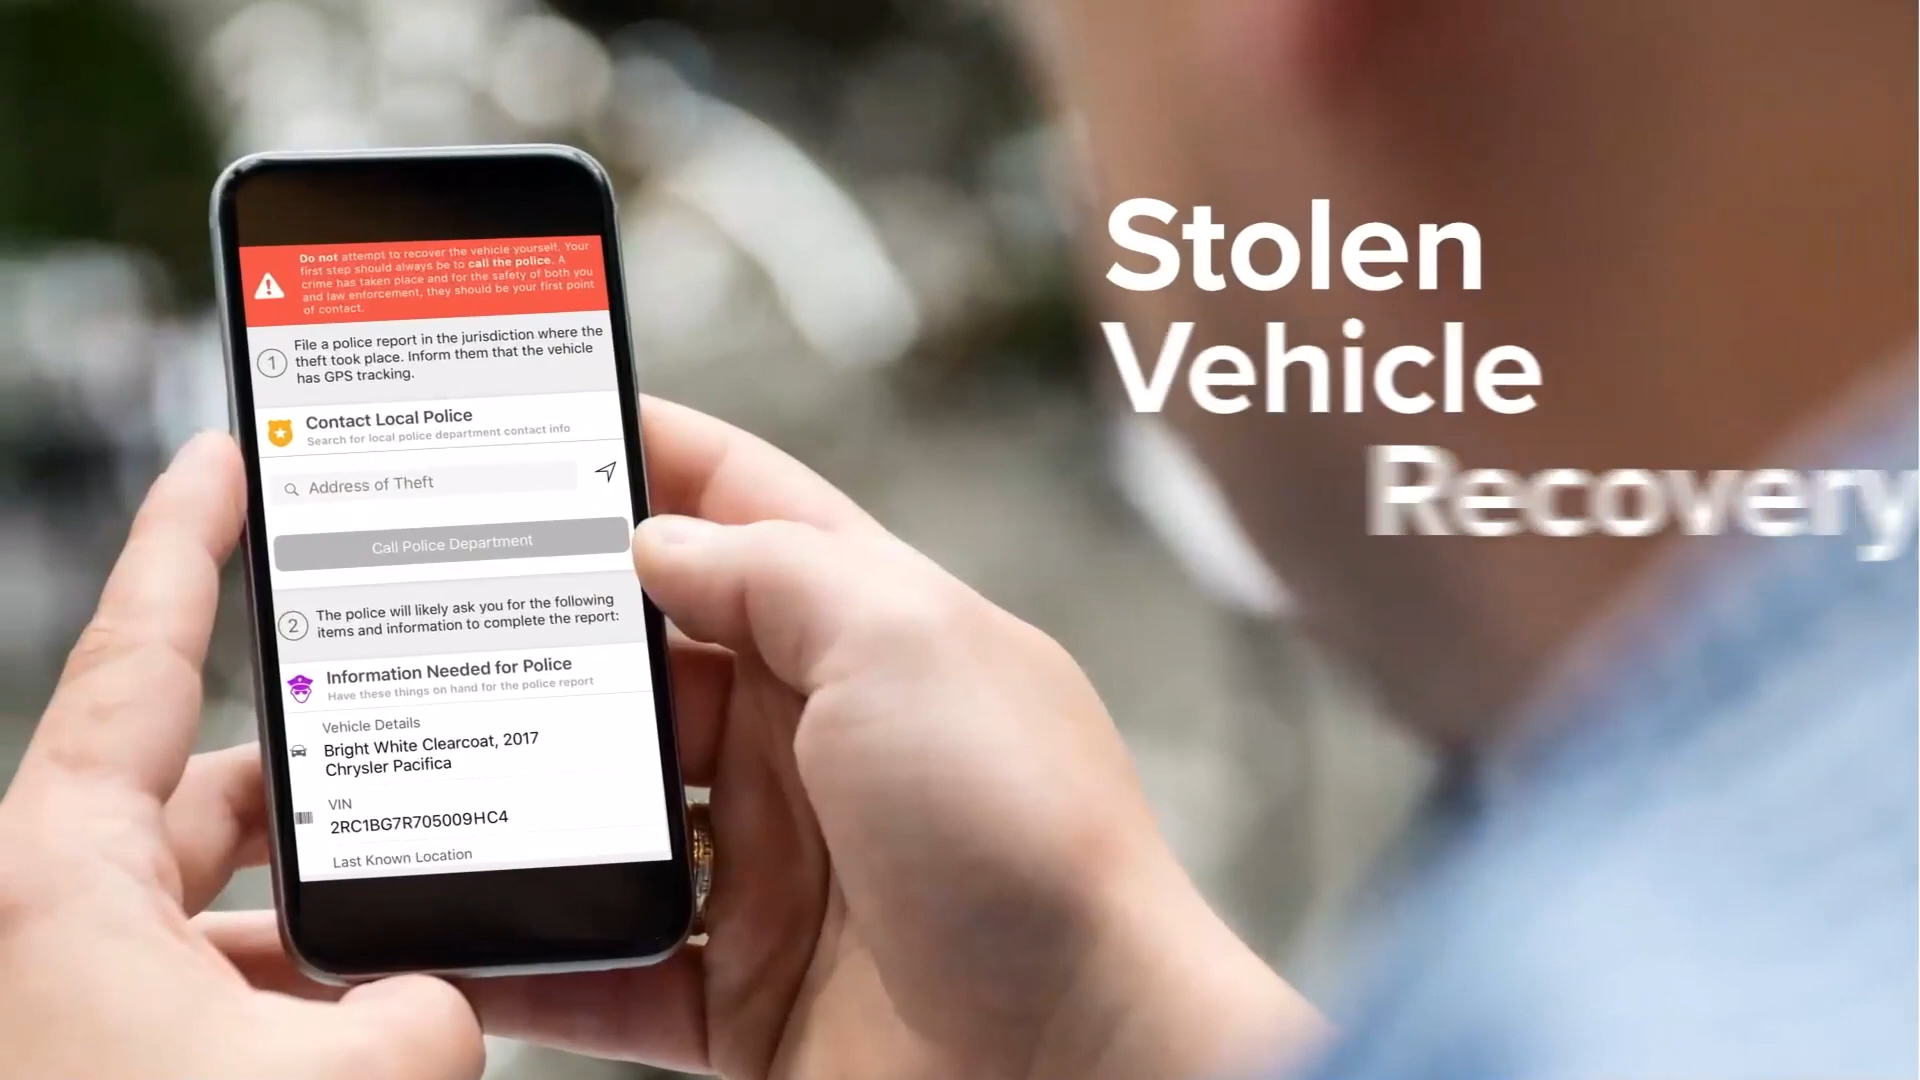 Do not attempt to recover the vehicle yourself. Your
first step should always be to call the police. A
crime has taken place and for the safety of both you
and law enforcement, they should be your first point
of contact.
1
File a police report in the jurisdiction where the
theft took place. Inform them that the vehicle
has GPS tracking.
Contact Local Police
Search for local police department contact info
Address of Theft
Call Police Department
2
The police will likely ask you for the following
items and information to complete the report:
Information Needed for Police
Have these things on hand for the police report
Vehicle Details
Bright White Clearcoat, 2017
Chrysler Pacifica
VIN
2RC1BG7R705009HC4
Last Known Location
Stolen
Vehicle
Recovery